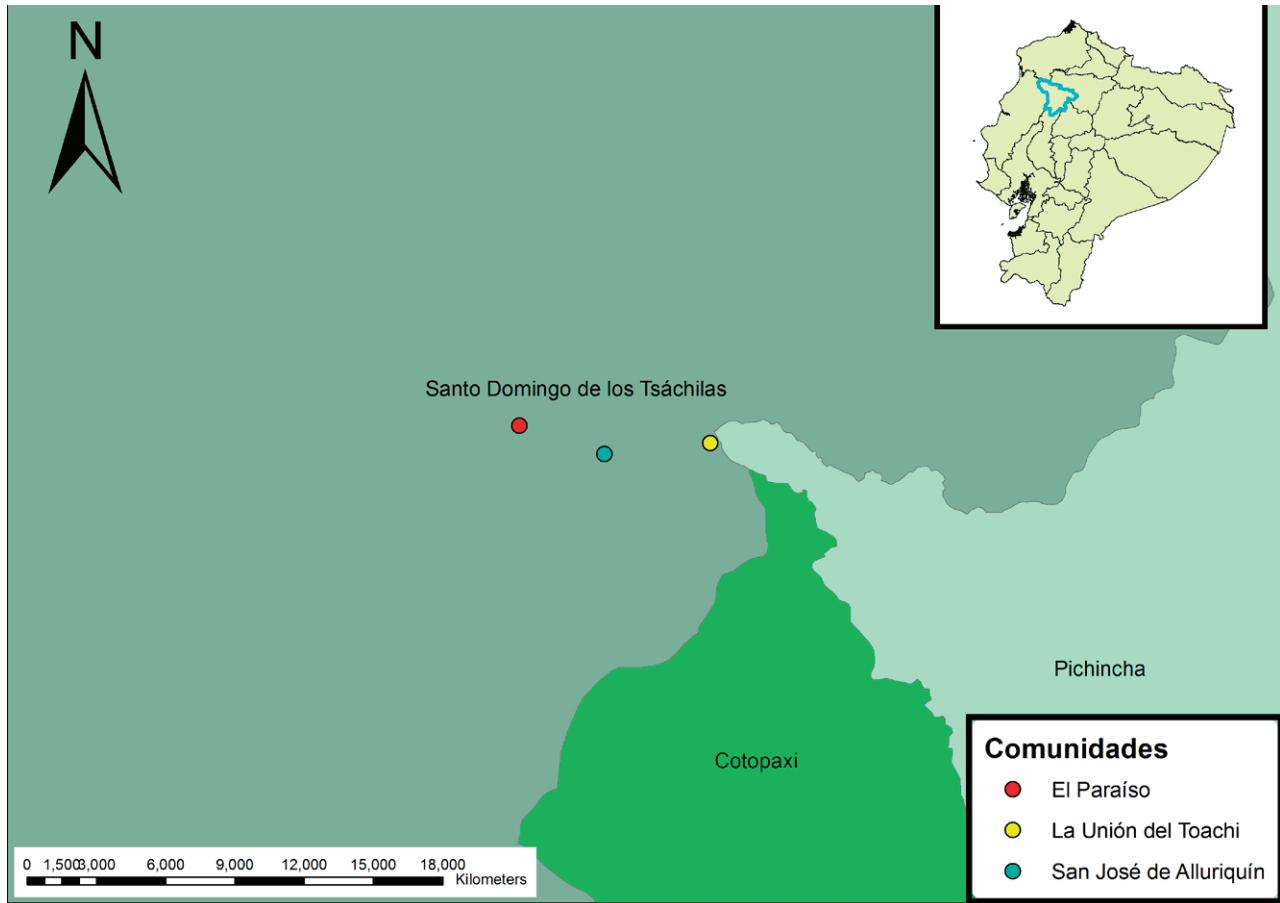 N
Santo Domingo de los Tsáchilas
Pichincha
Cotopaxi
Comunidades
El Paraíso
La Unión del Toachi
San José de Alluriquín
0 1,500 3,000 6,000 9,000 12,000 15,000 18,000
Kilometers